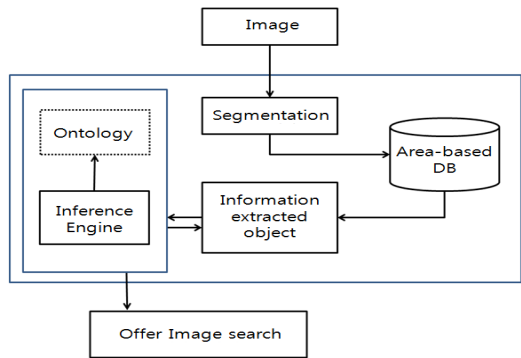 Image
Segmentation
Area-based
DB
Ontology
Inference
Engine
Information
extracted
object
Offer Image search